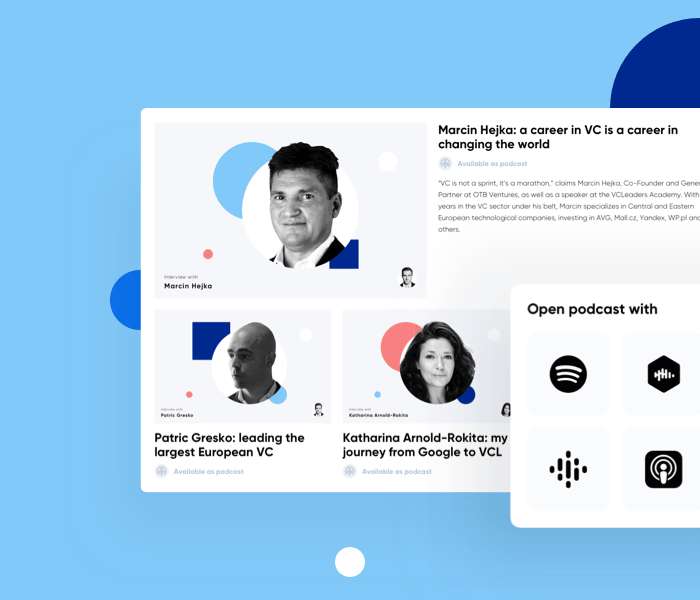 Marcin Hejka: a career in VC is a career in
changing the world
Available as podcast
"VC is not a sprint, it's a marathon," claims Marcin Hejka, Co-Founder and Gener
Partner at OTB Ventures, as well as a speaker at the VCLeaders Academy. With
years in the VC sector under his belt, Marcin specializes in Central and Eastern
European technological companies, investing in AVG, Mall.cz, Yandex, WP.pl and
others.
Interview with
Marcin Hejka
Open podcast with
Interview with
Patric Gresko
Interview with
Katharina Arnold-Rokita
Patric Gresko: leading the
largest European VC
Available as podcast
Katharina Arnold-Rokita: my
journey from Google to VCL
Available as podcast